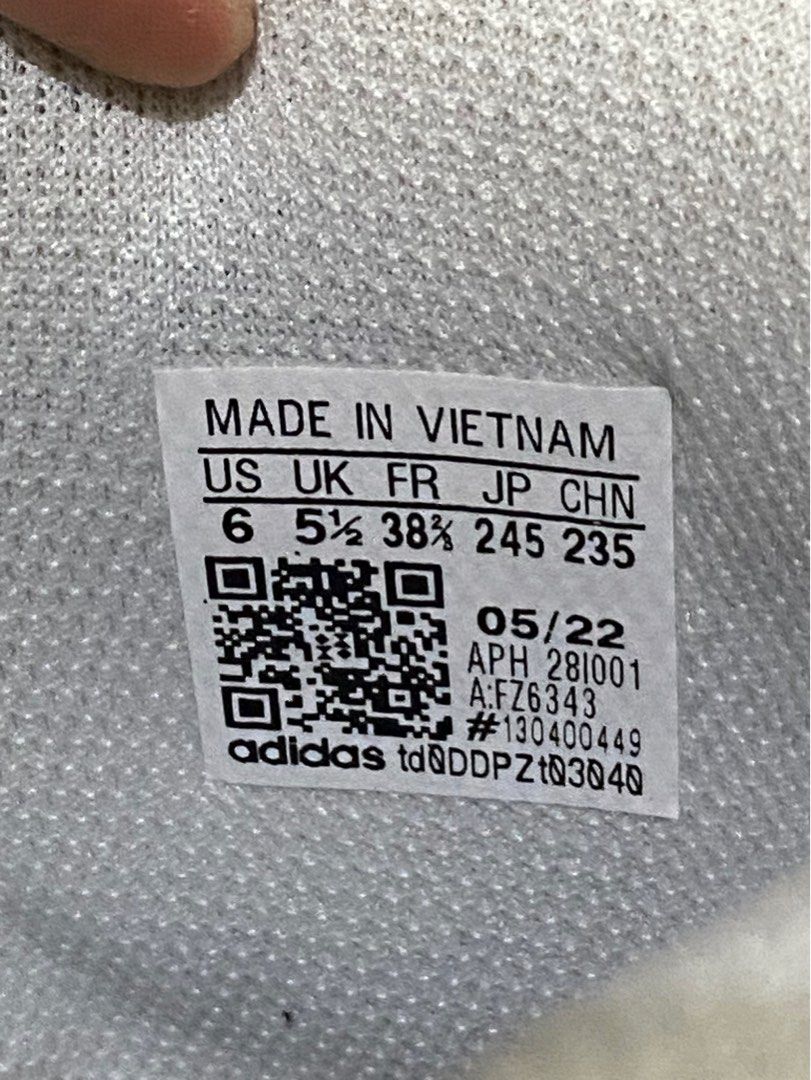 MADE IN VIETNAM
US UK FR JP CHN
6 5½ 38⅔ 245 235
05/22
APH 28I001
A:FZ6343
#130400449
adidas td0DDPZt03040